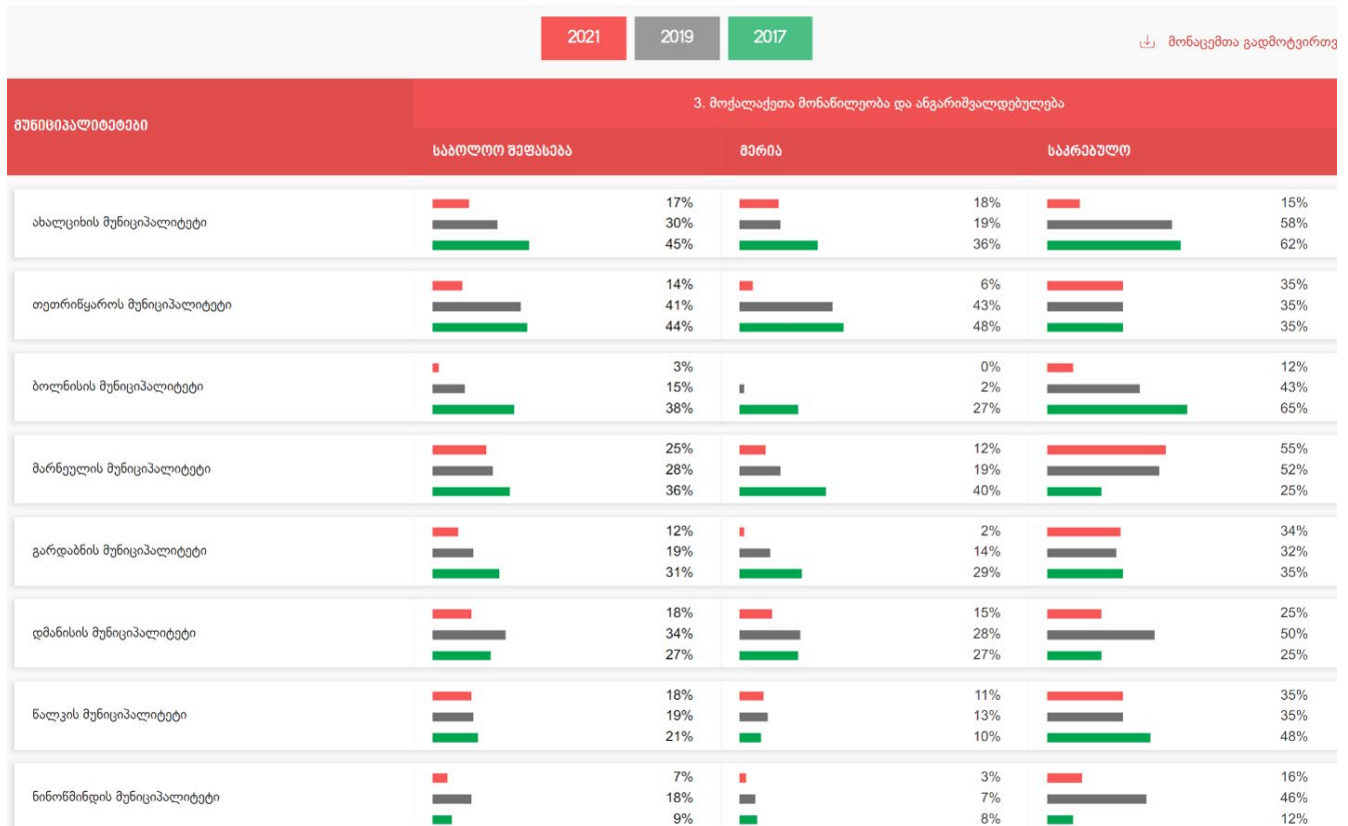 2021 2019 2017
მონაცემთა გადმოტვირთვ
მუნიციპალიტეტები
3. მოქალაქეთა მონაწილეობა და ანგარიშვალდებულება
საბოლოო შეფასება მერია საკრებულო
17% 18% 15%
ახალციხის მუნიციპალიტეტი 30% 19% 58%
45% 36% 62%
14% 6% 35%
თეთრიწყაროს მუნიციპალიტეტი 41% 43% 35%
44% 48% 35%
3% 0% 12%
ბოლნისის მუნიციპალიტეტი 15% 2% 43%
38% 27% 65%
25% 12% 55%
მარნეულის მუნიციპალიტეტი 28% 19% 52%
36% 40% 25%
12% 2% 34%
გარდაბნის მუნიციპალიტეტი 19% 14% 32%
31% 29% 35%
18% 15% 25%
დმანისის მუნიციპალიტეტი 34% 28% 50%
27% 27% 25%
18% 11% 35%
წალკის მუნიციპალიტეტი 19% 13% 35%
21% 10% 48%
7% 3% 16%
ნინოწმინდის მუნიციპალიტეტი 18% 7% 46%
9% 8% 12%